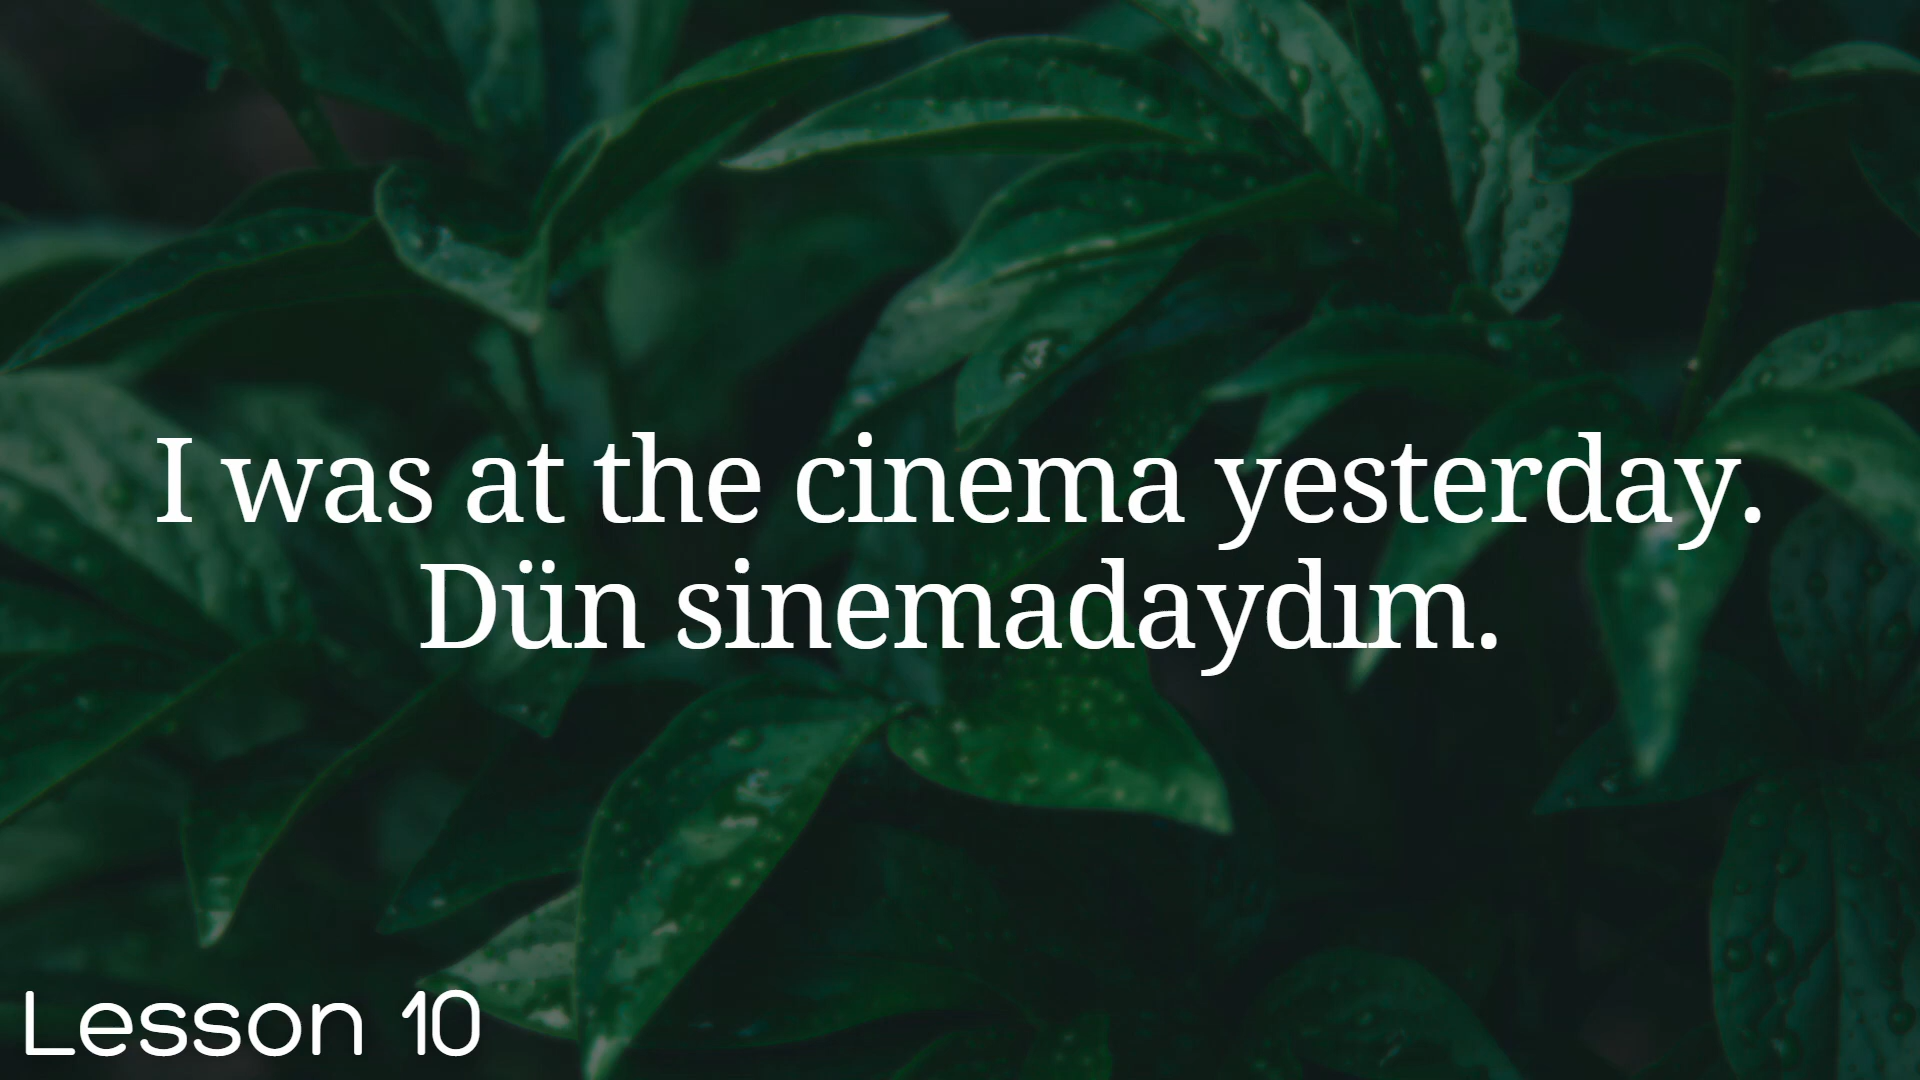 I was at the cinema yesterday.
Dün sinemadaydım.
Lesson 10